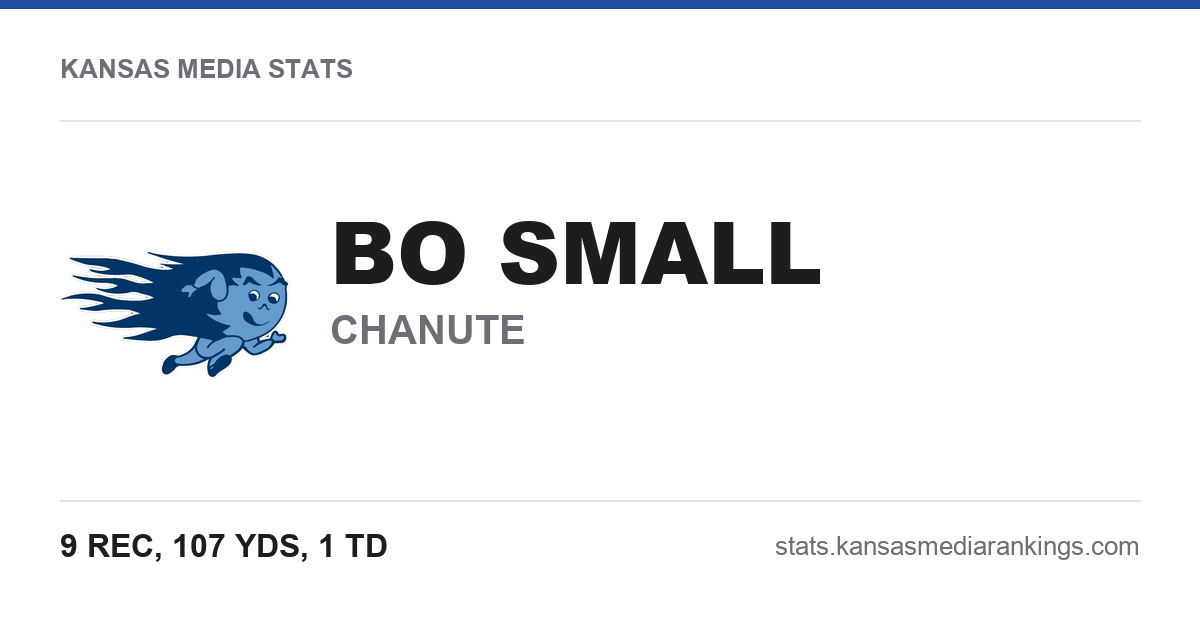 KANSAS MEDIA STATS
BO SMALL
CHANUTE
9 REC, 107 YDS, 1 TD
stats.kansasmediarankings.com